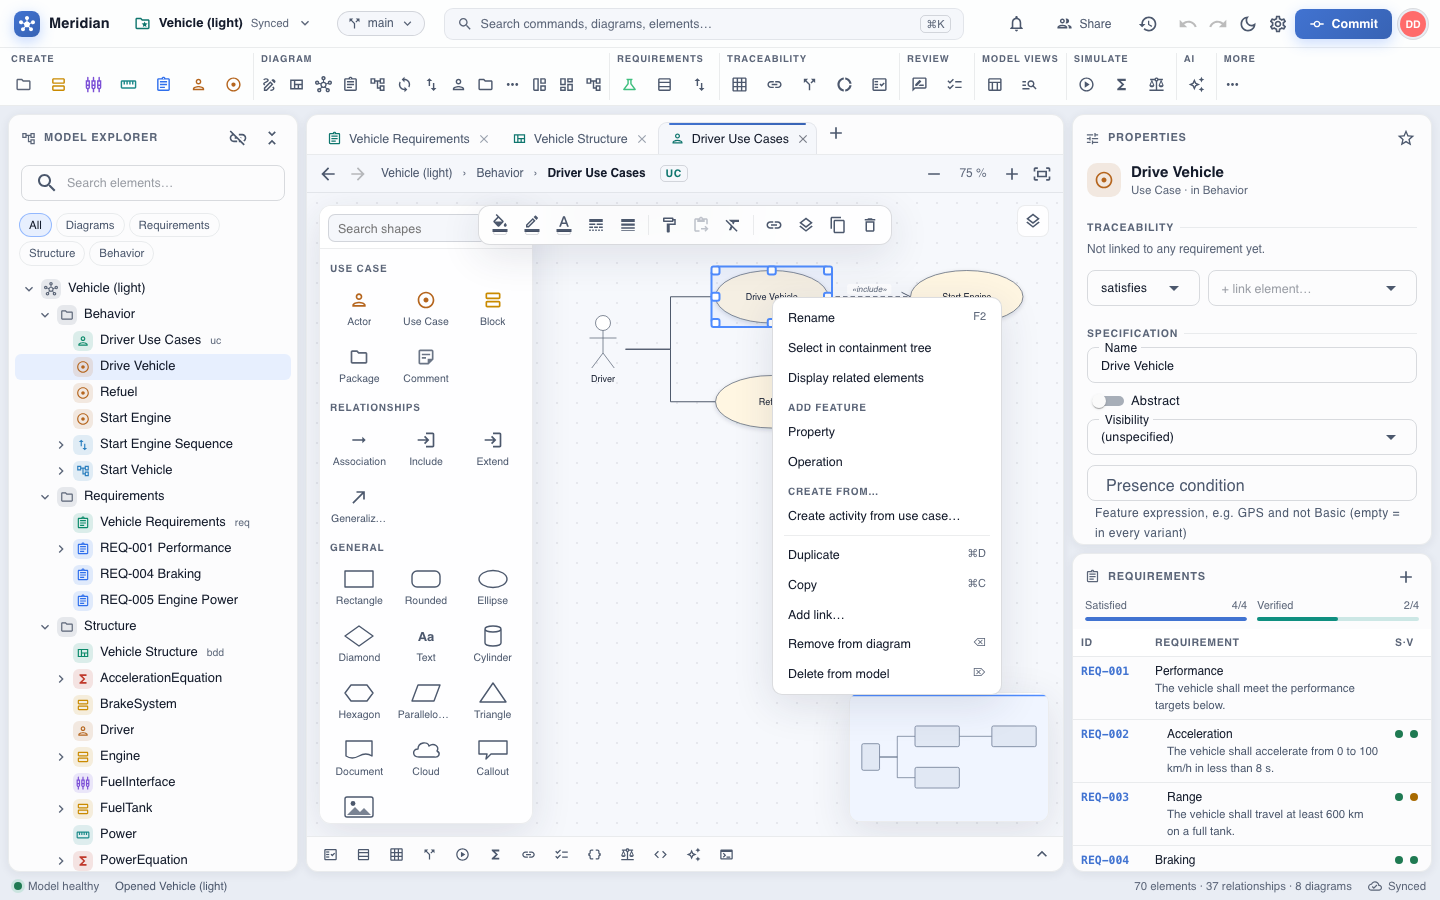 Meridian
Vehicle (light) Synced
main
Search commands, diagrams, elements…
⌘K
Share
Commit
DD
CREATE
DIAGRAM
REQUIREMENTS
TRACEABILITY
REVIEW
MODEL VIEWS
SIMULATE
AI
MORE
MODEL EXPLORER
Search elements…
All
Diagrams
Requirements
Structure
Behavior
Vehicle (light)
Behavior
Driver Use Cases uc
Drive Vehicle
Refuel
Start Engine
Start Engine Sequence
Start Vehicle
Requirements
Vehicle Requirements req
REQ-001 Performance
REQ-004 Braking
REQ-005 Engine Power
Structure
Vehicle Structure bdd
AccelerationEquation
BrakeSystem
Driver
Engine
FuelInterface
FuelTank
Power
PowerEquation
Vehicle Requirements
Vehicle Structure
Driver Use Cases
Vehicle (light) › Behavior › Driver Use Cases UC
75 %
Search shapes
USE CASE
Actor
Use Case
Block
Package
Comment
RELATIONSHIPS
Association
Include
Extend
Generaliz…
GENERAL
Rectangle
Rounded
Ellipse
Diamond
Aa
Text
Cylinder
Hexagon
Parallelo…
Triangle
Document
Cloud
Callout
Driver
Drive Vehicle
«include»
Start Engine
Ref
Rename F2
Select in containment tree
Display related elements
ADD FEATURE
Property
Operation
CREATE FROM…
Create activity from use case…
Duplicate ⌘D
Copy ⌘C
Add link…
Remove from diagram ⌫
Delete from model ⌦
PROPERTIES
Drive Vehicle
Use Case · in Behavior
TRACEABILITY
Not linked to any requirement yet.
satisfies
+ link element…
SPECIFICATION
Name
Drive Vehicle
Abstract
Visibility
(unspecified)
Presence condition
Feature expression, e.g. GPS and not Basic (empty =
in every variant)
REQUIREMENTS
Satisfied 4/4
Verified 2/4
ID REQUIREMENT S·V
REQ-001 Performance
The vehicle shall meet the performance
targets below.
REQ-002 Acceleration
The vehicle shall accelerate from 0 to 100
km/h in less than 8 s.
REQ-003 Range
The vehicle shall travel at least 600 km
on a full tank.
REQ-004 Braking
Model healthy
Opened Vehicle (light)
70 elements · 37 relationships · 8 diagrams
Synced